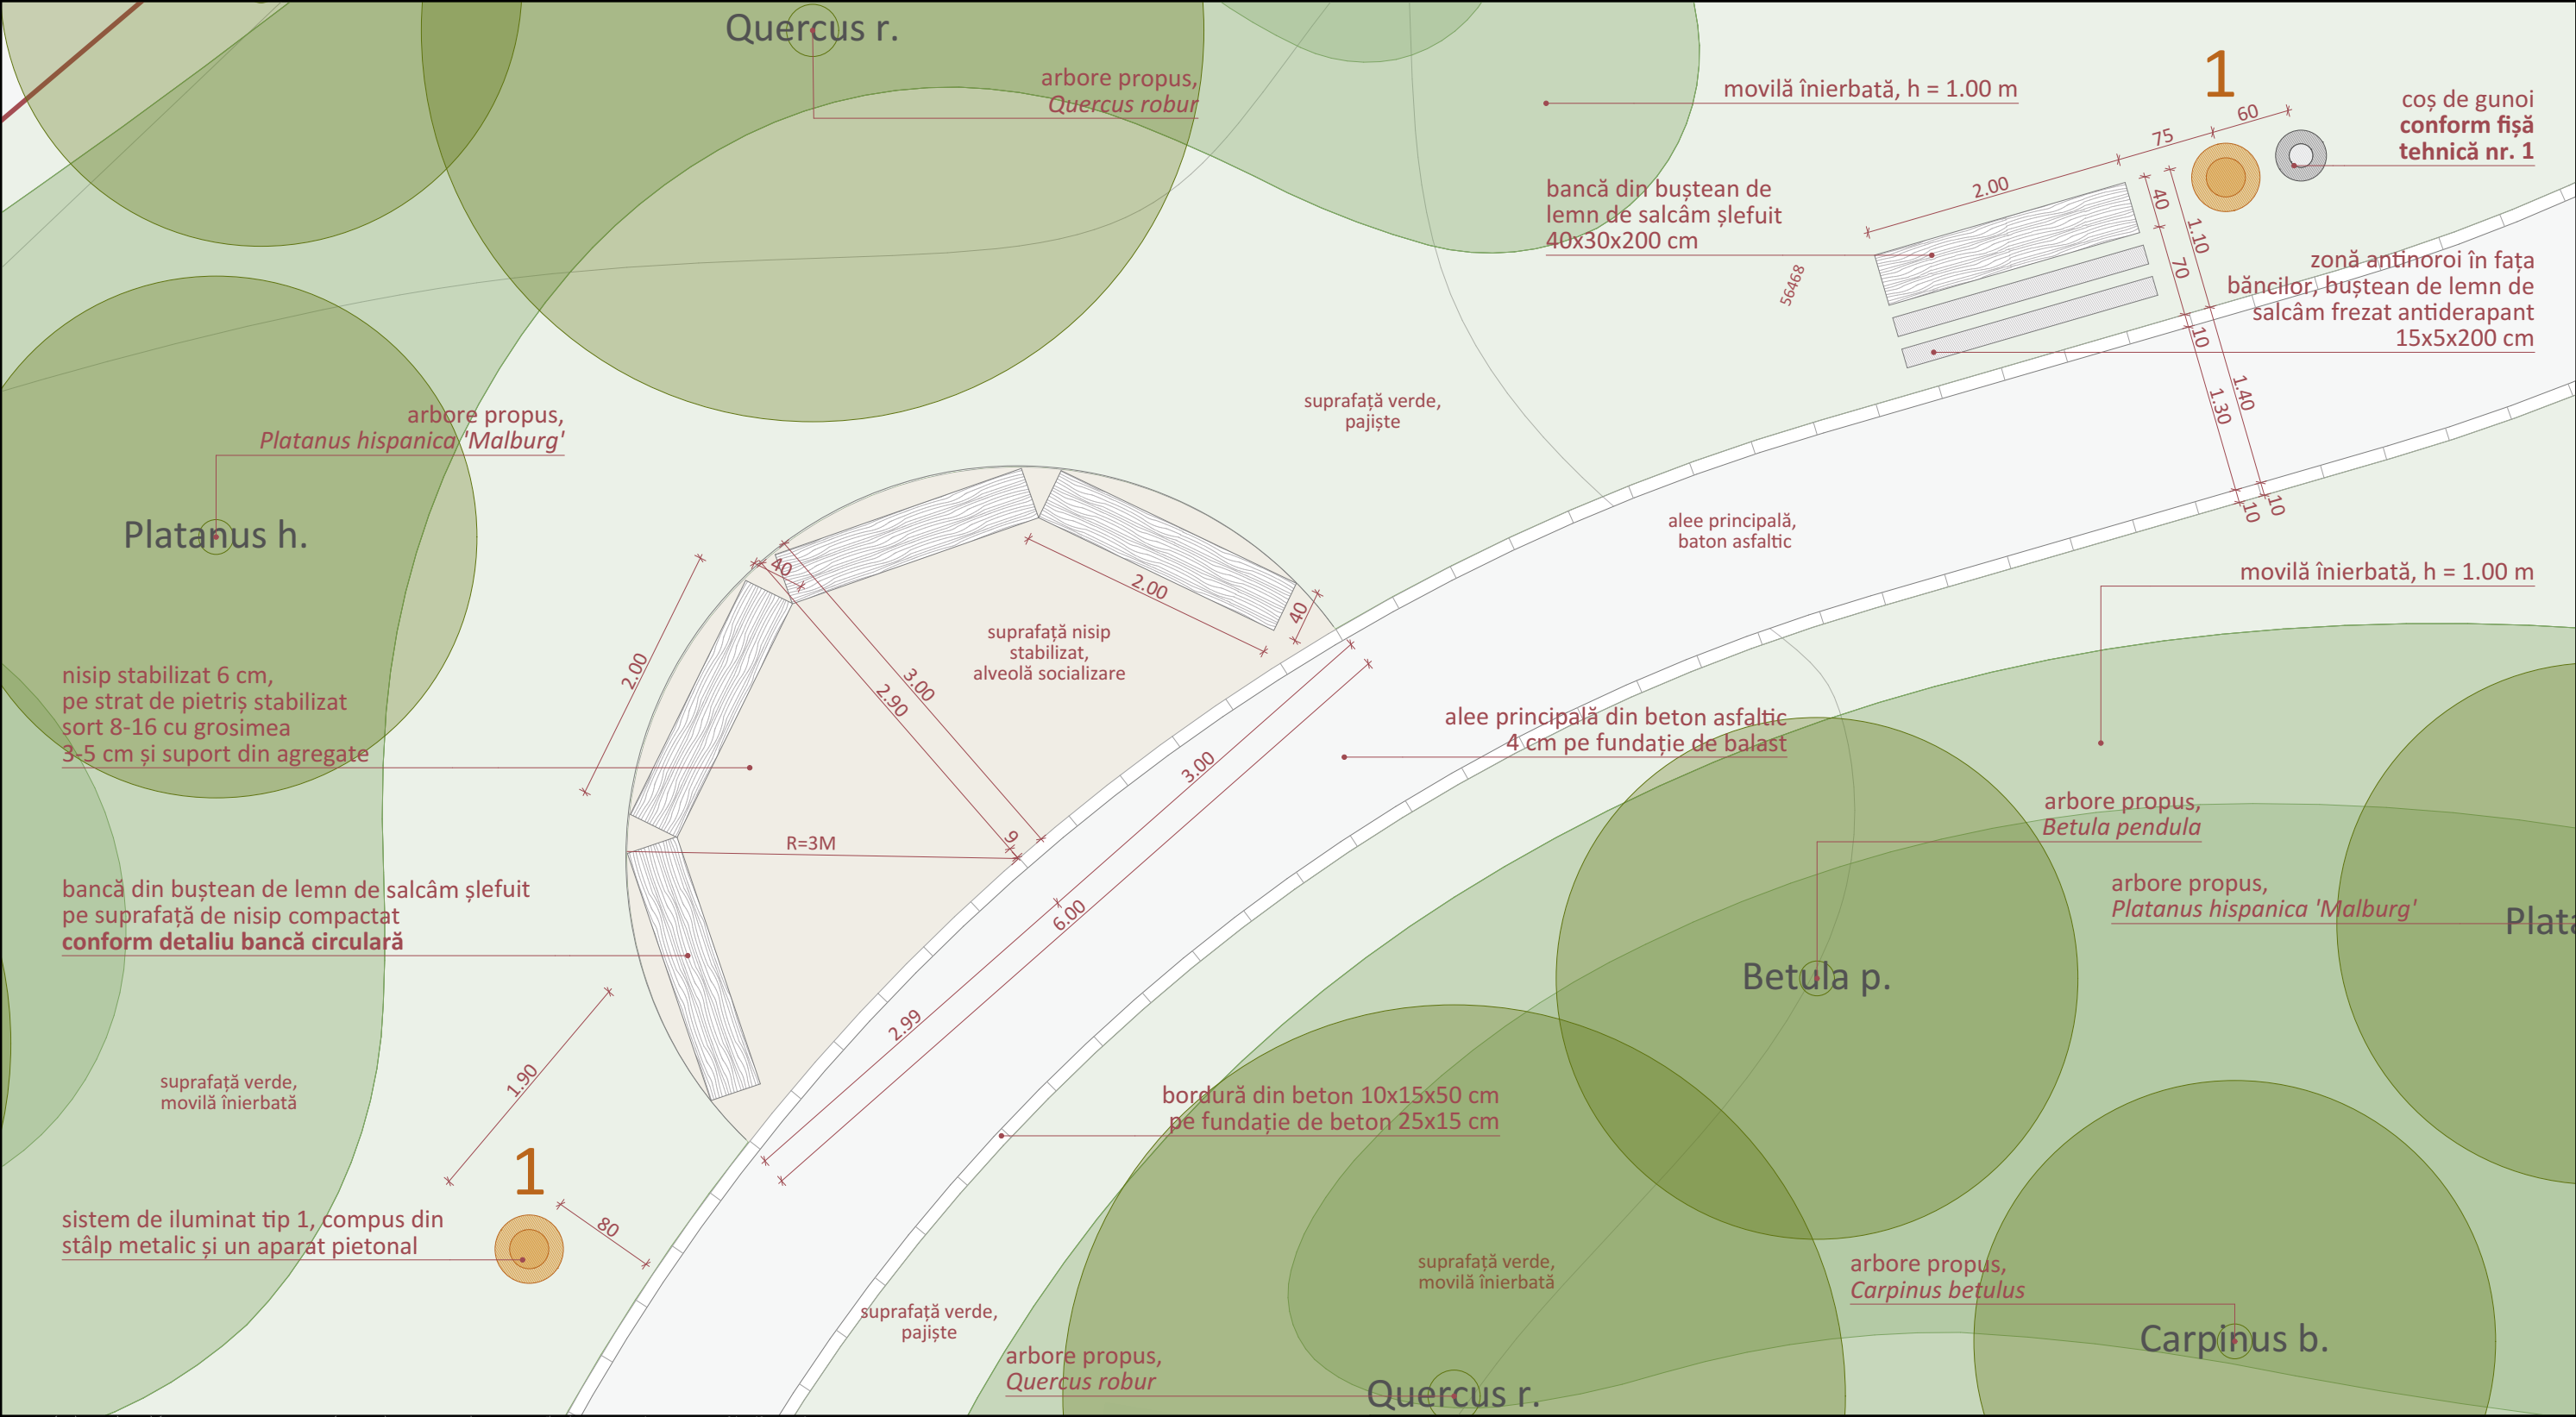 Quercus r.
arbore propus,
Quercus robur
movilă înierbată, h = 1.00 m
1
60
75
2.00
coș de gunoi
conform fișă
tehnică nr. 1
bancă din buștean de
lemn de salcâm șlefuit
40x30x200 cm
56468
40
1.10
70
10
zonă antinoroi în fața
băncilor, buștean de lemn de
salcâm frezat antiderapant
15x5x200 cm
1.40
1.30
10
10
arbore propus,
Platanus hispanica 'Malburg'
Platanus h.
suprafață verde,
pajiște
alee principală,
baton asfaltic
movilă înierbată, h = 1.00 m
40
2.00
40
2.00
suprafață nisip
stabilizat,
alveolă socializare
3.00
2.90
9
R=3M
nisip stabilizat 6 cm,
pe strat de pietriș stabilizat
sort 8-16 cu grosimea
3-5 cm și suport din agregate
alee principală din beton asfaltic
4 cm pe fundație de balast
3.00
6.00
2.99
arbore propus,
Betula pendula
Betula p.
arbore propus,
Platanus hispanica 'Malburg'
Plata
bancă din buștean de lemn de salcâm șlefuit
pe suprafață de nisip compactat
conform detaliu bancă circulară
1.90
suprafață verde,
movilă înierbată
bordură din beton 10x15x50 cm
pe fundație de beton 25x15 cm
1
80
sistem de iluminat tip 1, compus din
stâlp metalic și un aparat pietonal
suprafață verde,
movilă înierbată
suprafață verde,
pajiște
arbore propus,
Carpinus betulus
Carpinus b.
arbore propus,
Quercus robur
Quercus r.